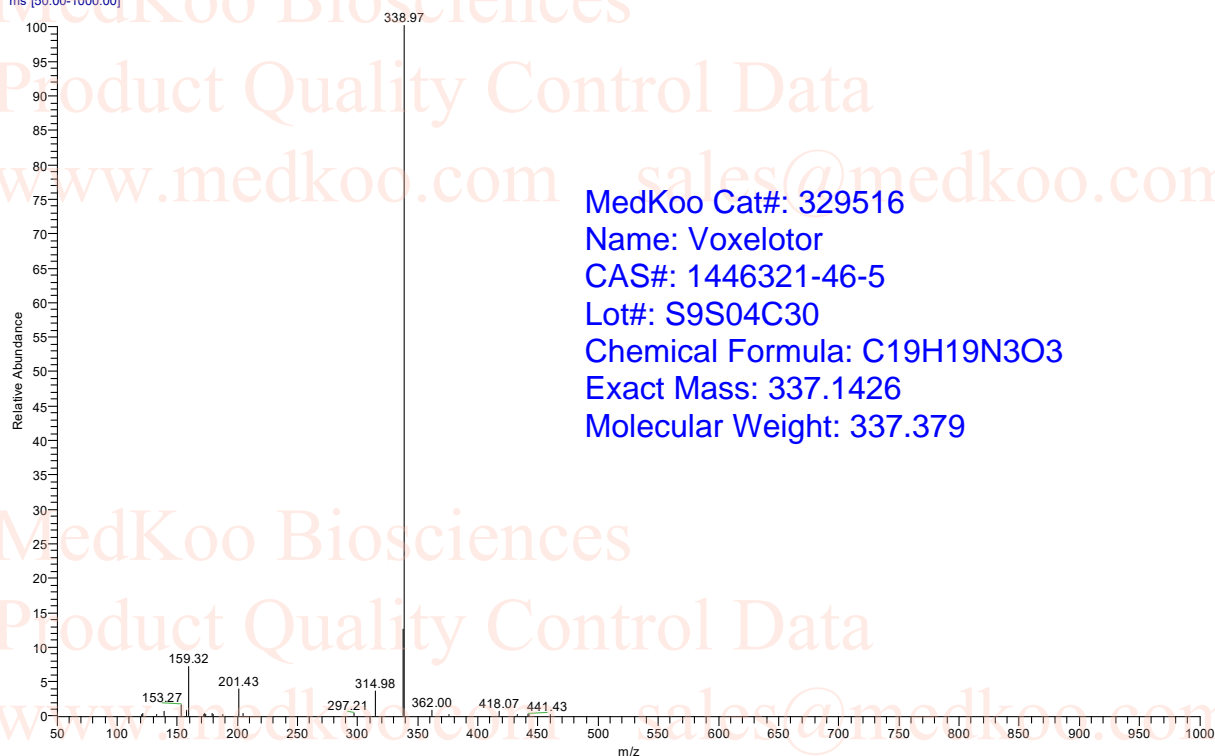 ms [50.00-1000.00]
MedKoo Biosciences
Product Quality Control Data
www.medkoo.com sales@medkoo.com
338.97
100
95
90
85
80
75
70
65
60
55
50
45
40
35
30
25
20
15
10
5
0
Relative Abundance
MedKoo Cat#: 329516
Name: Voxelotor
CAS#: 1446321-46-5
Lot#: S9S04C30
Chemical Formula: C19H19N3O3
Exact Mass: 337.1426
Molecular Weight: 337.379
MedKoo Biosciences
Product Quality Control Data
www.medkoo.com sales@medkoo.com
153.27
159.32
201.43
297.21
314.98
362.00
418.07
441.43
50 100 150 200 250 300 350 400 450 500 550 600 650 700 750 800 850 900 950 1000
m/z